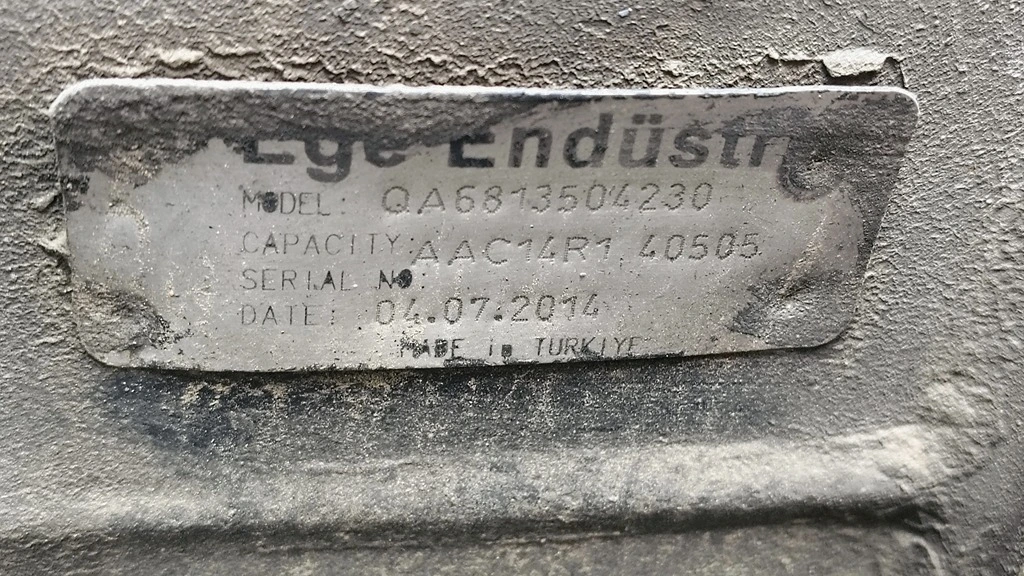 Ege Endüstri
MODEL: QA6813504230
CAPACITY: AAC14R1 40505
SERIAL NO:
DATE: 04.07.2014
MADE in TURKIYE